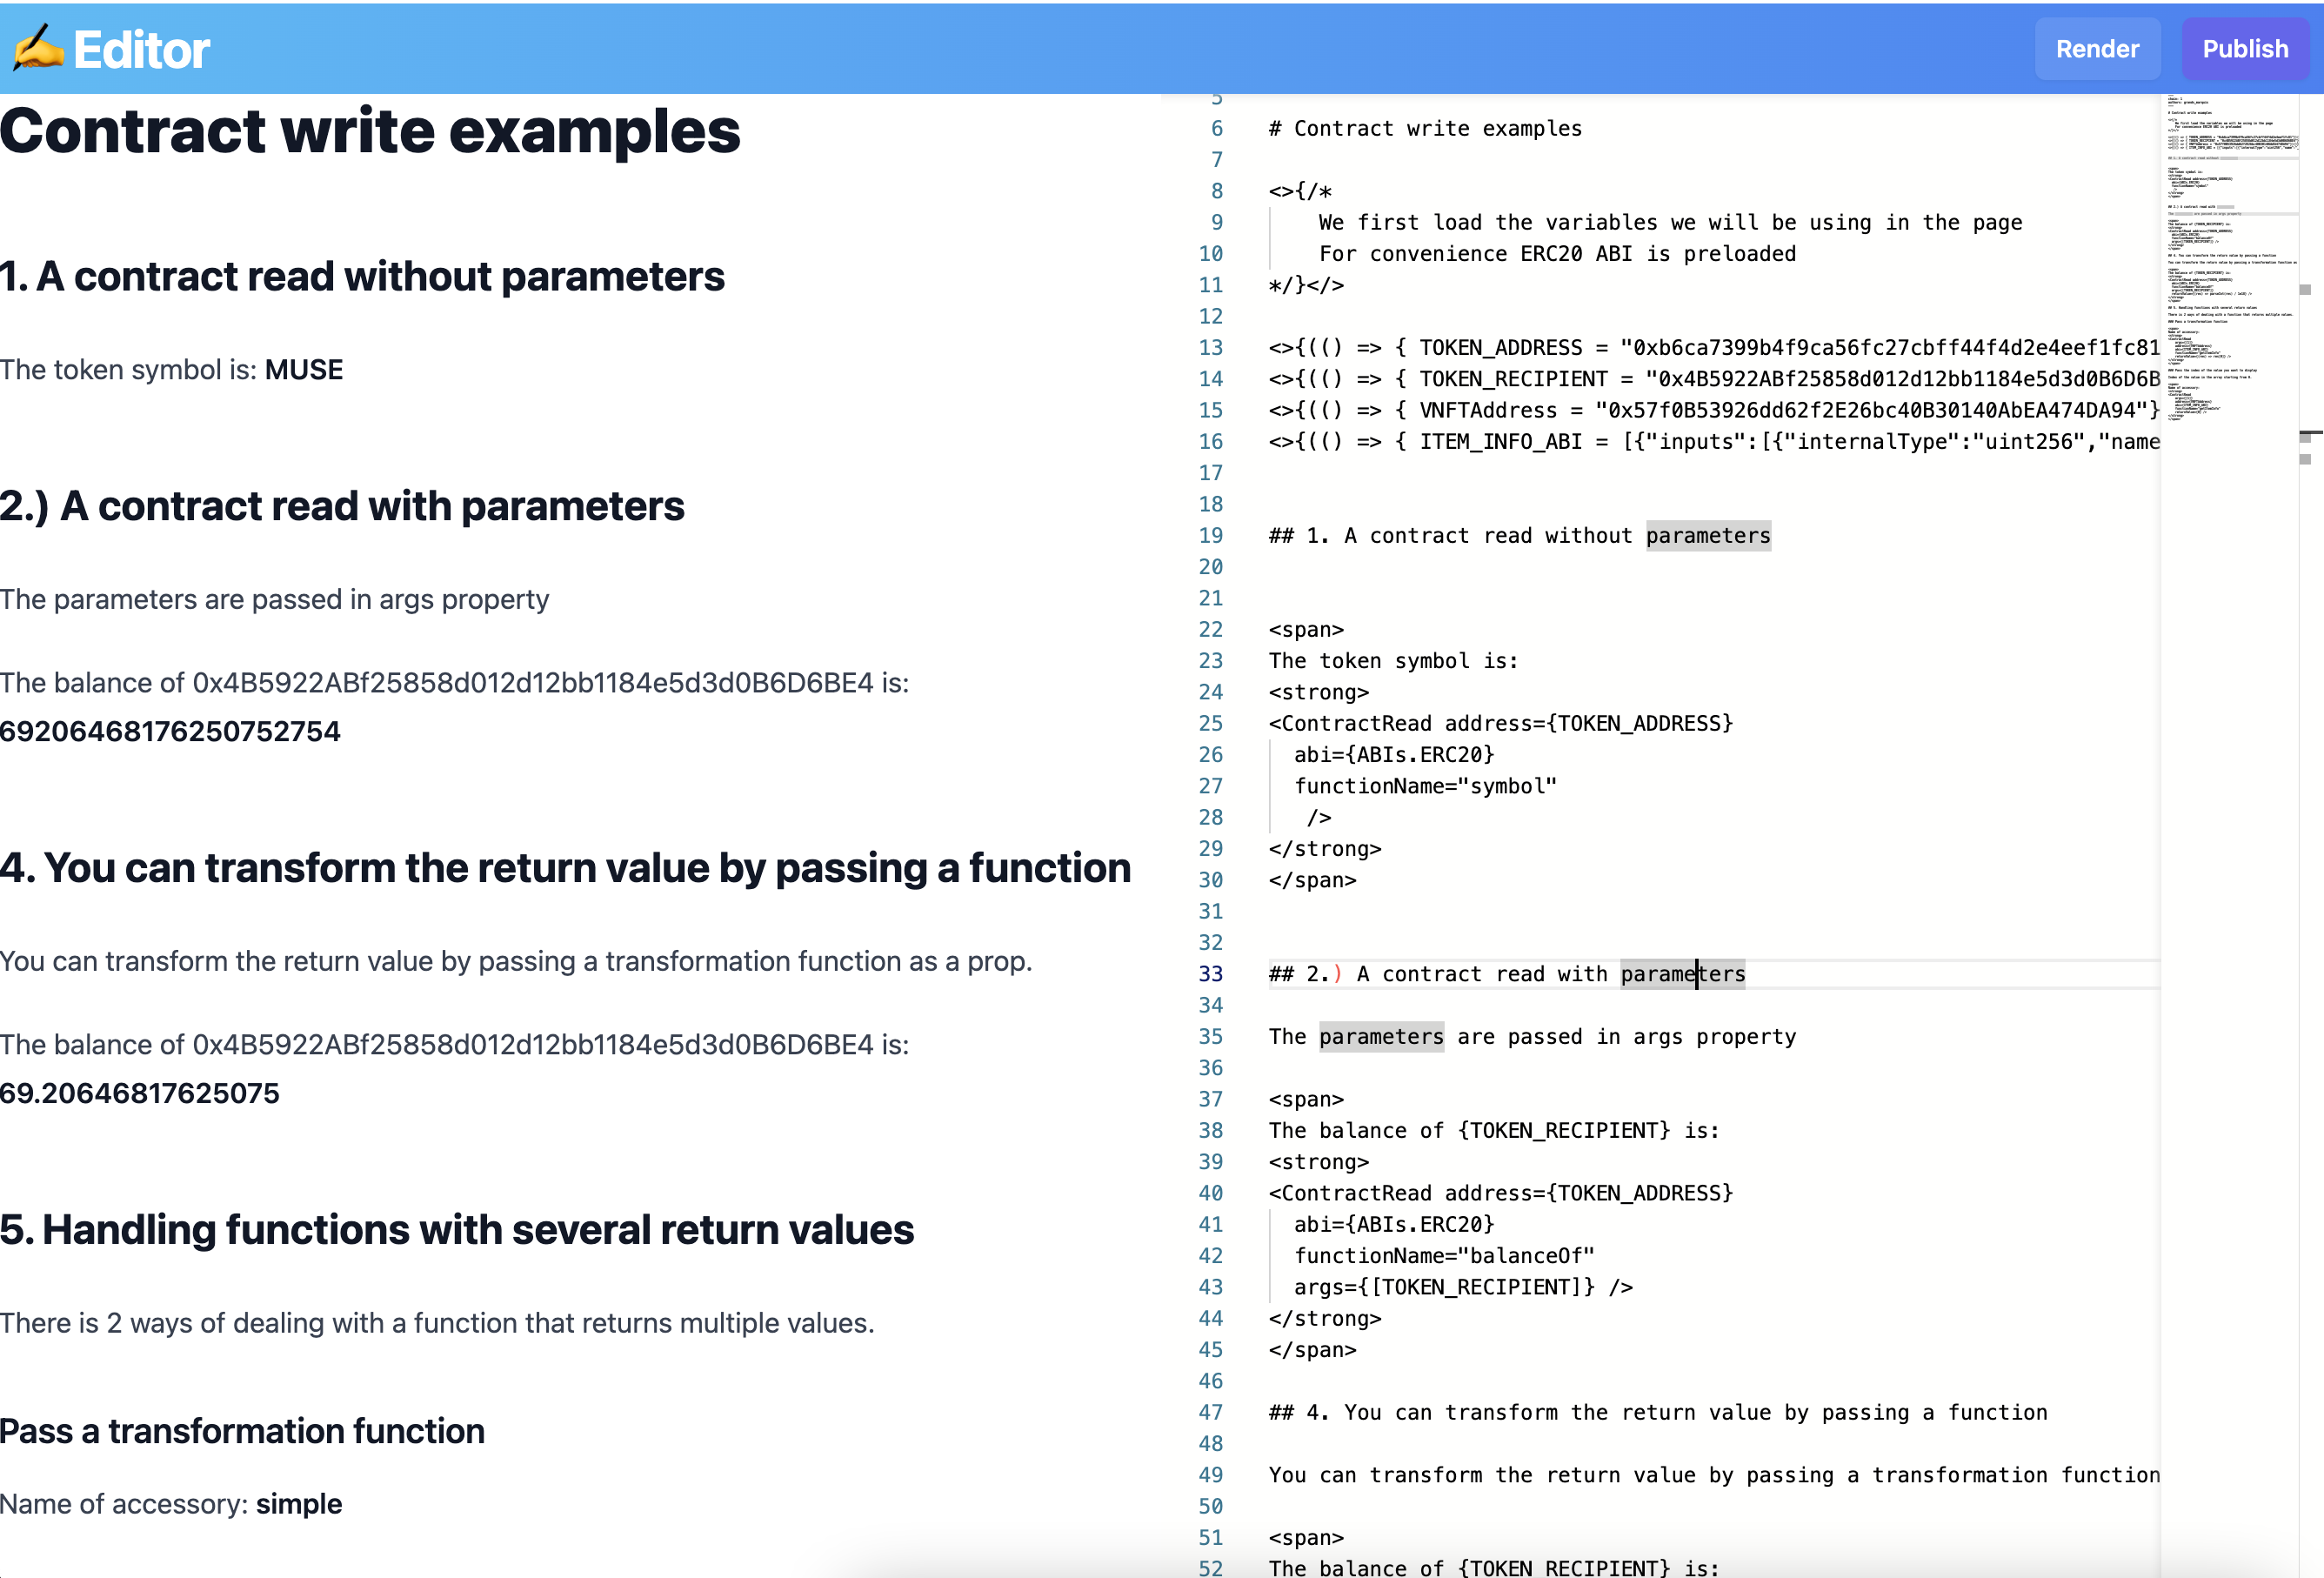 ✍️ Editor
Render
Publish
Contract write examples
1. A contract read without parameters
The token symbol is: MUSE
2.) A contract read with parameters
The parameters are passed in args property
The balance of 0x4B5922ABf25858d012d12bb1184e5d3d0B6D6BE4 is:
69206468176250752754
4. You can transform the return value by passing a function
You can transform the return value by passing a transformation function as a prop.
The balance of 0x4B5922ABf25858d012d12bb1184e5d3d0B6D6BE4 is:
69.20646817625075
5. Handling functions with several return values
There is 2 ways of dealing with a function that returns multiple values.
Pass a transformation function
Name of accessory: simple
5
6 # Contract write examples
7
8 <>{/*
9     We first load the variables we will be using in the page
10     For convenience ERC20 ABI is preloaded
11 */}</>
12
13 <>{(() => { TOKEN_ADDRESS = "0xb6ca7399b4f9ca56fc27cbff44f4d2e4eef1fc81
14 <>{(() => { TOKEN_RECIPIENT = "0x4B5922ABf25858d012d12bb1184e5d3d0B6D6B
15 <>{(() => { VNFTAddress = "0x57f0B53926dd62f2E26bc40B30140AbEA474DA94"}
16 <>{(() => { ITEM_INFO_ABI = [{"inputs":[{"internalType":"uint256","name
17
18
19 ## 1. A contract read without parameters
20
21
22 <span>
23 The token symbol is:
24 <strong>
25 <ContractRead address={TOKEN_ADDRESS}
26   abi={ABIs.ERC20}
27   functionName="symbol"
28    />
29 </strong>
30 </span>
31
32
33 ## 2.) A contract read with parameters
34
35 The parameters are passed in args property
36
37 <span>
38 The balance of {TOKEN_RECIPIENT} is:
39 <strong>
40 <ContractRead address={TOKEN_ADDRESS}
41   abi={ABIs.ERC20}
42   functionName="balanceOf"
43   args={[TOKEN_RECIPIENT]} />
44 </strong>
45 </span>
46
47 ## 4. You can transform the return value by passing a function
48
49 You can transform the return value by passing a transformation function
50
51 <span>
52 The balance of {TOKEN_RECIPIENT} is: